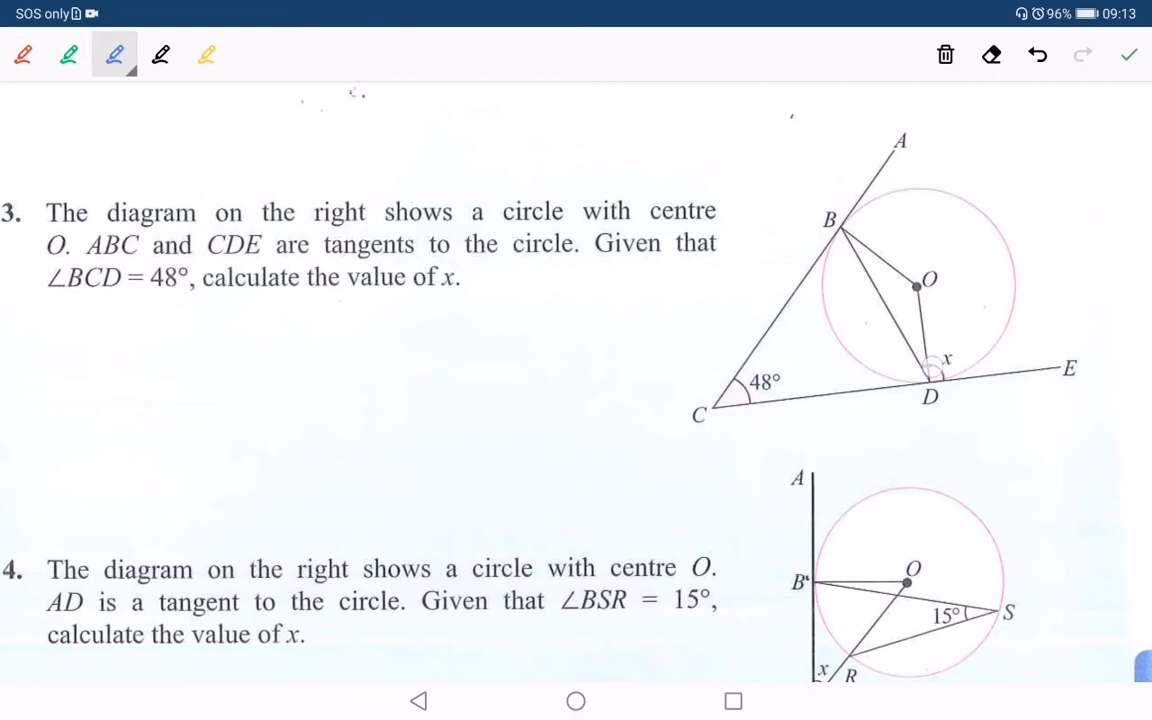 SOS only
96% 09:13
3. The diagram on the right shows a circle with centre
O. ABC and CDE are tangents to the circle. Given that
∠BCD = 48°, calculate the value of x.
A
B
O
x
E
48°
D
C
4. The diagram on the right shows a circle with centre O.
AD is a tangent to the circle. Given that ∠BSR = 15°,
calculate the value of x.
A
O
B
15°
S
x
R